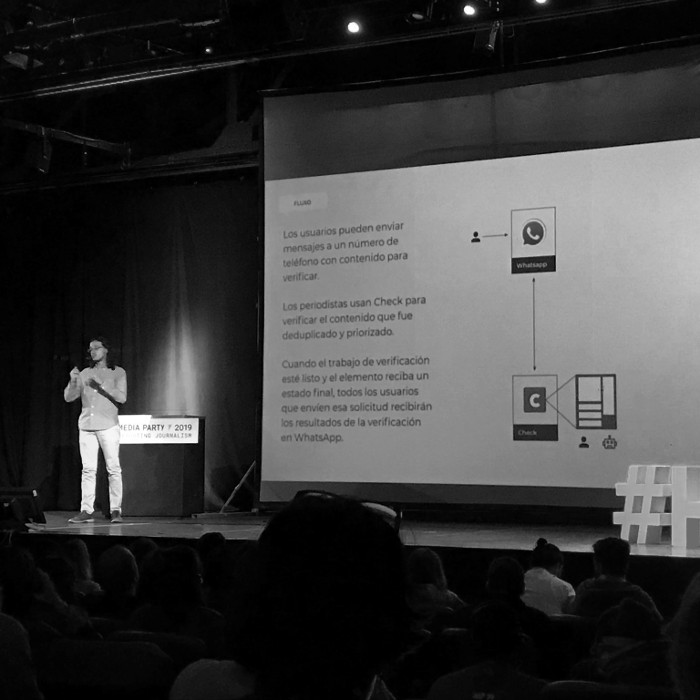 FLUJO
Los usuarios pueden enviar
mensajes a un número de
teléfono con contenido para
verificar.
Los periodistas usan Check para
verificar el contenido que fue
deduplicado y priorizado.
Cuando el trabajo de verificación
esté listo y el elemento reciba un
estado final, todos los usuarios
que envíen esa solicitud recibirán
los resultados de la verificación
en WhatsApp.
Whatsapp
C
Check
MEDIA PARTY # 2019
JOURNALISM
#